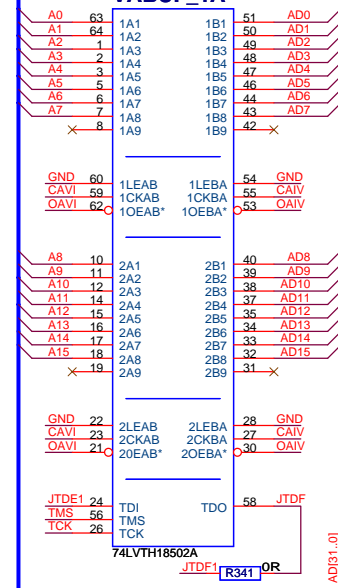 A0 63 1A1 1B1 51 AD0
A1 64 1A2 1B2 50 AD1
A2 1 1A3 1B3 49 AD2
A3 2 1A4 1B4 48 AD3
A4 3 1A5 1B5 47 AD4
A5 5 1A6 1B6 46 AD5
A6 6 1A7 1B7 44 AD6
A7 7 1A8 1B8 43 AD7
8 1A9 1B9 42
GND 60 1LEAB 1LEBA 54 GND
CAVI 59 1CKAB 1CKBA 55 CAIV
OAVI 62 1OEAB* 1OEBA* 53 OAIV
A8 10 2A1 2B1 40 AD8
A9 11 2A2 2B2 39 AD9
A10 12 2A3 2B3 38 AD10
A11 14 2A4 2B4 37 AD11
A12 15 2A5 2B5 35 AD12
A13 16 2A6 2B6 34 AD13
A14 17 2A7 2B7 33 AD14
A15 18 2A8 2B8 32 AD15
19 2A9 2B9 31
GND 22 2LEAB 2LEBA 28 GND
CAVI 23 2CKAB 2CKBA 27 CAIV
OAVI 21 20EAB* 2OEBA* 30 OAIV
JTDE1 24 TDI TDO 58 JTDF
TMS 56 TMS
TCK 26 TCK
74LVTH18502A
JTDF1 R341 0R
AD[31..0]